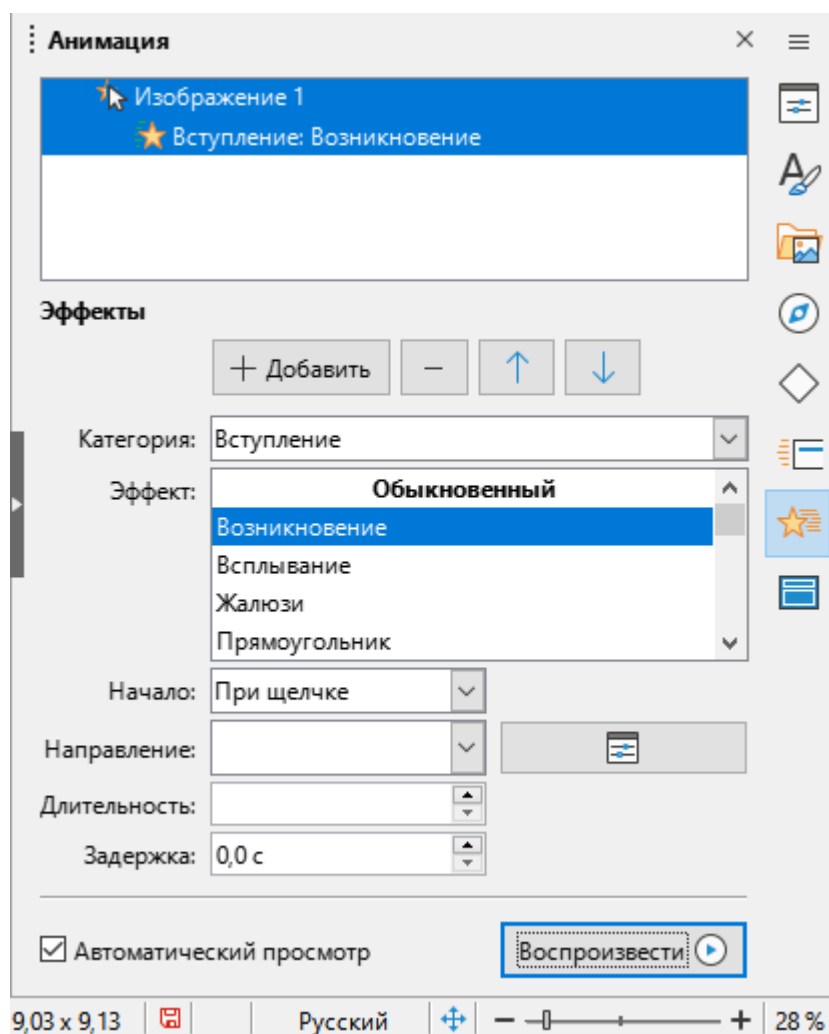 Анимация
Изображение 1
Вступление: Возникновение
Эффекты
Добавить
Категория: Вступление
Эффект: Обыкновенный
Возникновение
Всплывание
Жалюзи
Прямоугольник
Начало: При щелчке
Направление:
Длительность:
Задержка: 0,0 с
Автоматический просмотр Воспроизвести
9,03 x 9,13 Русский 28 %